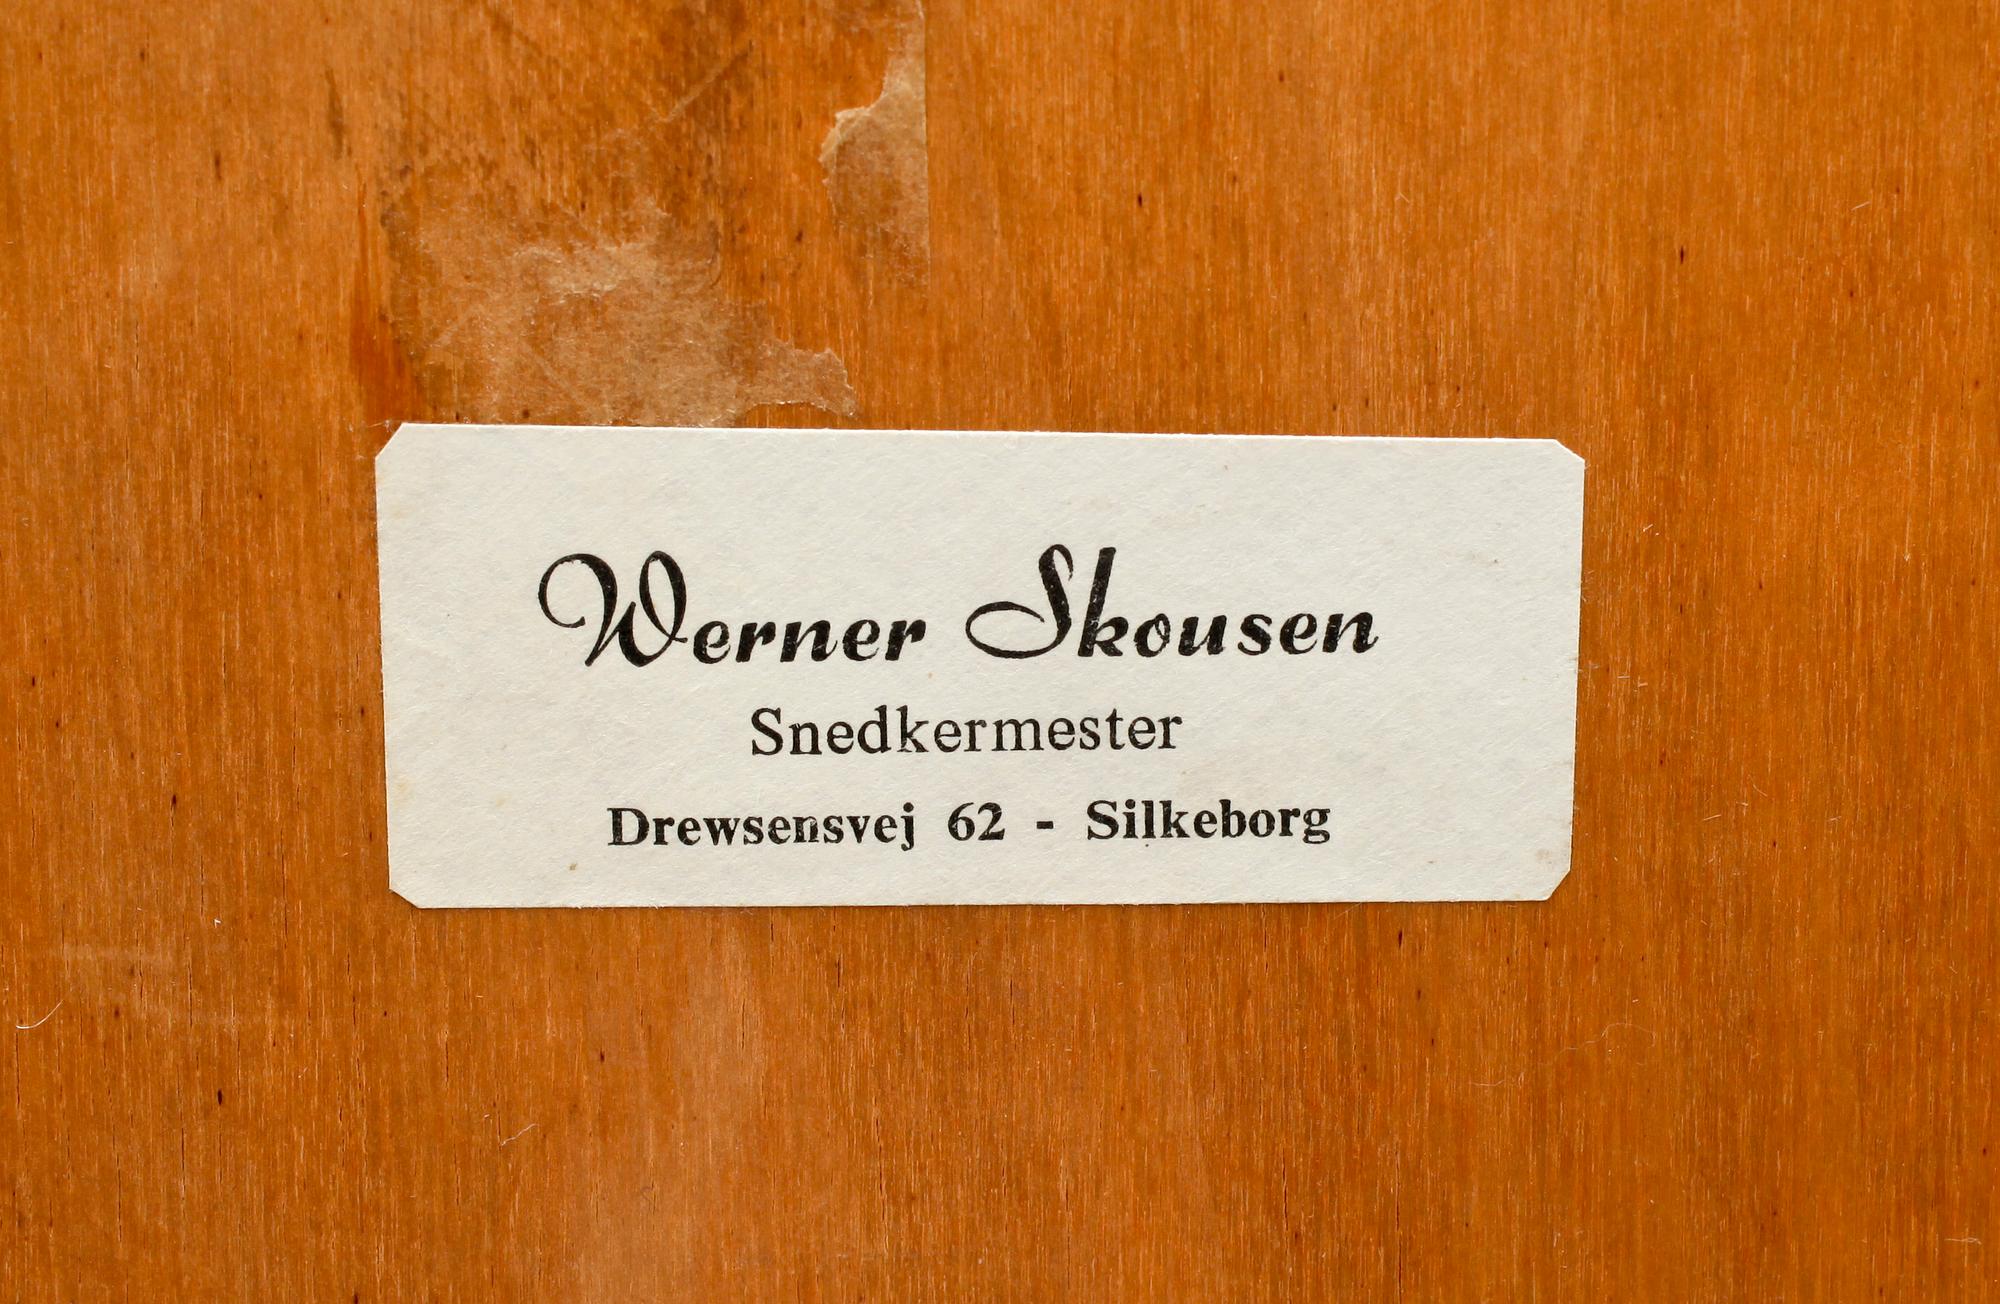 Werner Skousen
Snedkermester
Drewsensvej 62 - Silkeborg